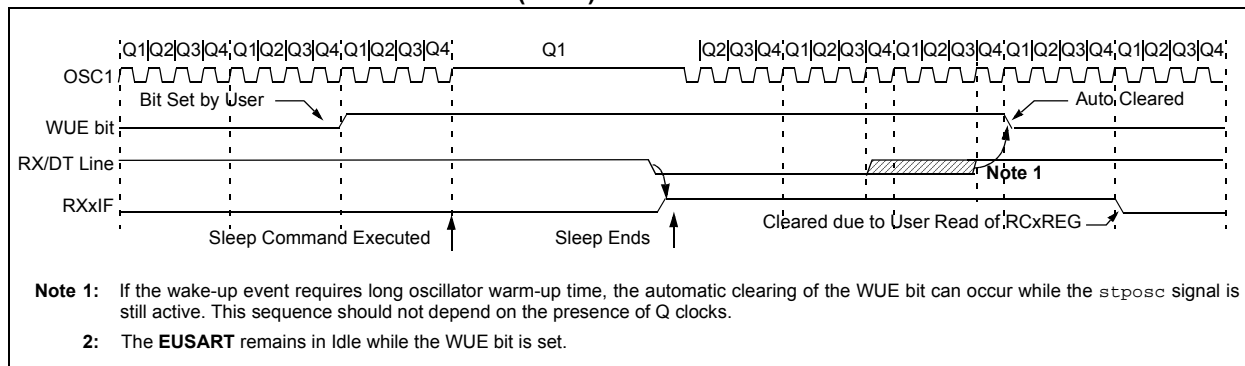 Q1|Q2|Q3|Q4 Q1|Q2|Q3|Q4 Q1|Q2|Q3|Q4 Q1 |Q2|Q3|Q4 Q1|Q2|Q3|Q4 Q1|Q2|Q3|Q4 Q1|Q2|Q3|Q4 Q1|Q2|Q3|Q4
OSC1
Bit Set by User
Auto Cleared
WUE bit
RX/DT Line
Note 1
RXxIF
Cleared due to User Read of RCxREG
Sleep Command Executed
Sleep Ends
Note 1: If the wake-up event requires long oscillator warm-up time, the automatic clearing of the WUE bit can occur while the stposc signal is
still active. This sequence should not depend on the presence of Q clocks.
2: The EUSART remains in Idle while the WUE bit is set.